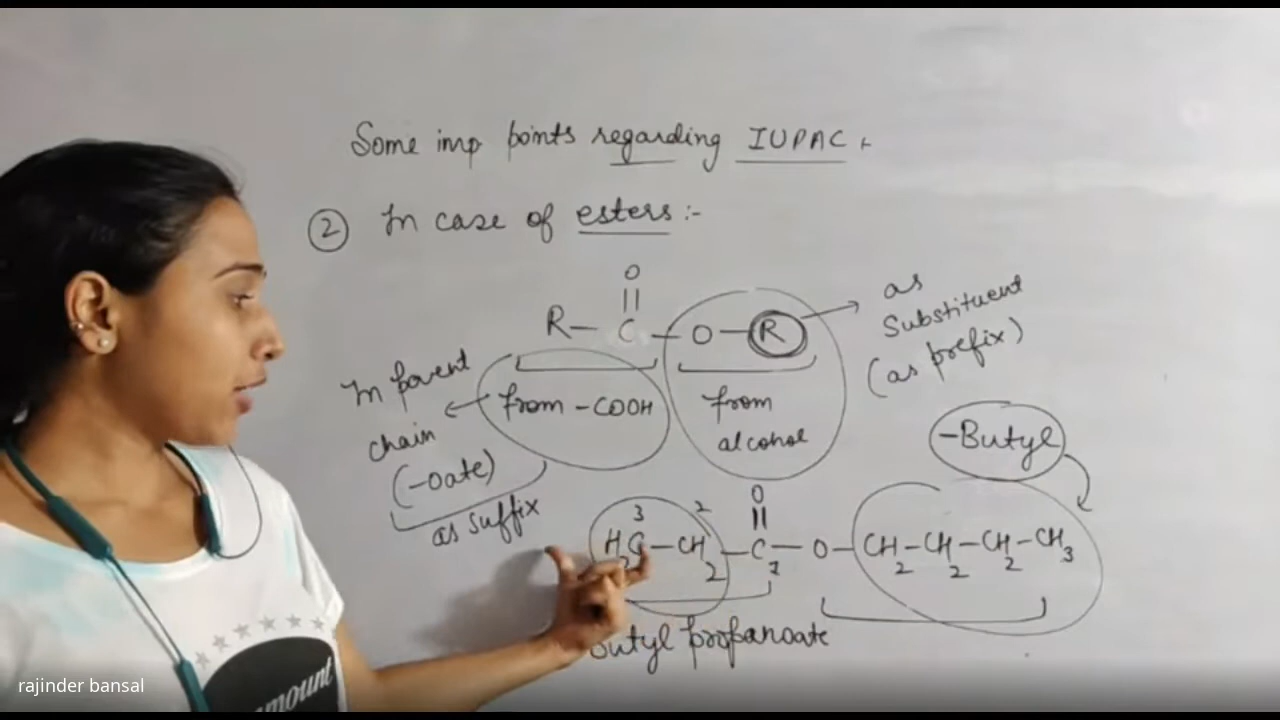 Some imp points regarding IUPAC :-
② In case of esters :-
O
||
R — C — O — R
as
Substituent
(as prefix)
In parent
chain
(-oate)
as suffix
from -COOH
from
alcohol
-Butyl
3 2 O
||
H C — CH2 — C — O — CH2 — CH2 — CH2 — CH3
1
Butyl propanoate
rajinder bansal